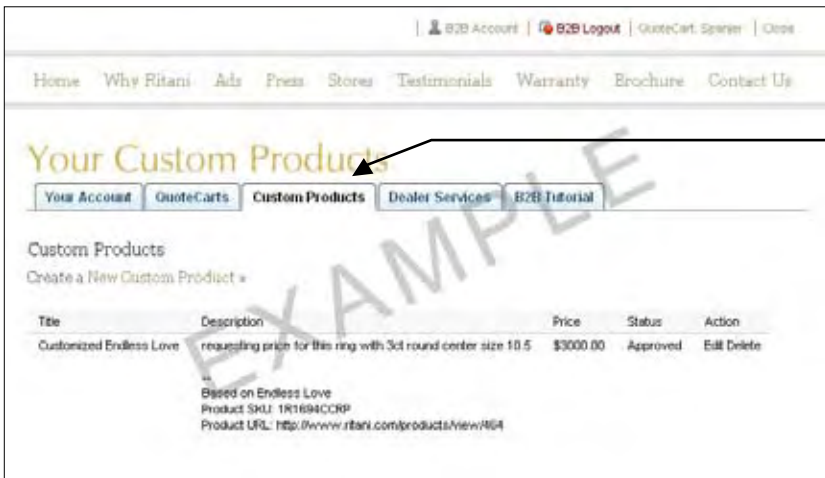 B2B Account | B2B Logout | QuoteCart: Spanier | Close
Home Why Ritani Ads Press Stores Testimonials Warranty Brochure Contact Us
Your Custom Products
Your Account QuoteCarts Custom Products Dealer Services B2B Tutorial
EXAMPLE
Custom Products
Create a New Custom Product »
Title Description Price Status Action
Customized Endless Love requesting price for this ring with 3ct round center size 10.5 $3000.00 Approved Edit Delete
--
Based on Endless Love
Product SKU: 1R1694CCRP
Product URL: http://www.ritani.com/products/view/464